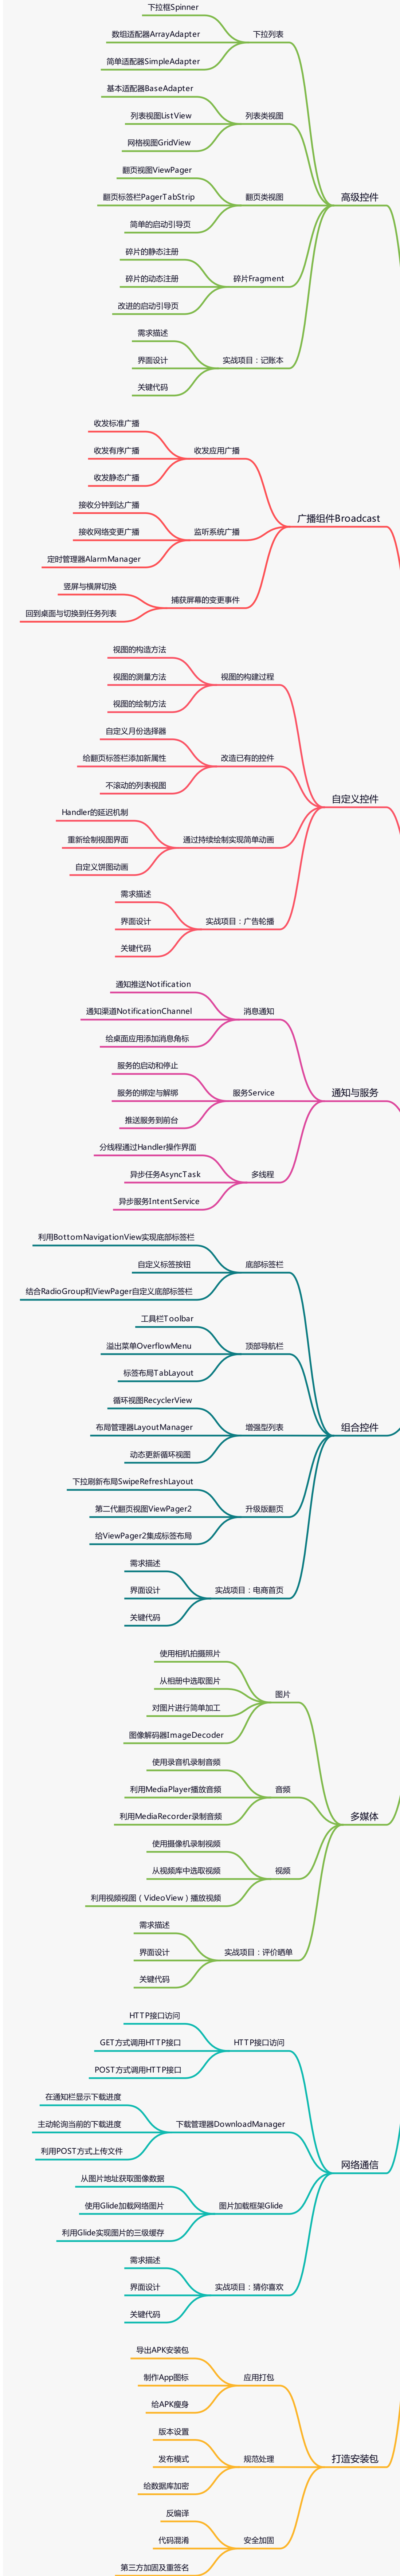 下拉框Spinner
数组适配器ArrayAdapter
下拉列表
简单适配器SimpleAdapter
基本适配器BaseAdapter
列表视图ListView
列表类视图
网格视图GridView
翻页视图ViewPager
翻页标签栏PagerTabStrip
翻页类视图
高级控件
简单的启动引导页
碎片的静态注册
碎片的动态注册
碎片Fragment
改进的启动引导页
需求描述
界面设计
实战项目：记账本
关键代码
收发标准广播
收发有序广播
收发应用广播
收发静态广播
接收分钟到达广播
广播组件Broadcast
接收网络变更广播
监听系统广播
定时管理器AlarmManager
竖屏与横屏切换
捕获屏幕的变更事件
回到桌面与切换到任务列表
视图的构造方法
视图的测量方法
视图的构建过程
视图的绘制方法
自定义月份选择器
给翻页标签栏添加新属性
改造已有的控件
不滚动的列表视图
自定义控件
Handler的延迟机制
重新绘制视图界面
通过持续绘制实现简单动画
自定义饼图动画
需求描述
界面设计
实战项目：广告轮播
关键代码
通知推送Notification
通知渠道NotificationChannel
消息通知
给桌面应用添加消息角标
服务的启动和停止
服务的绑定与解绑
服务Service
通知与服务
推送服务到前台
分线程通过Handler操作界面
异步任务AsyncTask
多线程
异步服务IntentService
利用BottomNavigationView实现底部标签栏
自定义标签按钮
底部标签栏
结合RadioGroup和ViewPager自定义底部标签栏
工具栏Toolbar
溢出菜单OverflowMenu
顶部导航栏
标签布局TabLayout
循环视图RecyclerView
布局管理器LayoutManager
增强型列表
组合控件
动态更新循环视图
下拉刷新布局SwipeRefreshLayout
第二代翻页视图ViewPager2
升级版翻页
给ViewPager2集成标签布局
需求描述
界面设计
实战项目：电商首页
关键代码
使用相机拍摄照片
从相册中选取图片
图片
对图片进行简单加工
图像解码器ImageDecoder
使用录音机录制音频
利用MediaPlayer播放音频
音频
利用MediaRecorder录制音频
多媒体
使用摄像机录制视频
从视频库中选取视频
视频
利用视频视图（VideoView）播放视频
需求描述
界面设计
实战项目：评价晒单
关键代码
HTTP接口访问
GET方式调用HTTP接口
HTTP接口访问
POST方式调用HTTP接口
在通知栏显示下载进度
主动轮询当前的下载进度
下载管理器DownloadManager
利用POST方式上传文件
网络通信
从图片地址获取图像数据
使用Glide加载网络图片
图片加载框架Glide
利用Glide实现图片的三级缓存
需求描述
界面设计
实战项目：猜你喜欢
关键代码
导出APK安装包
制作App图标
应用打包
给APK瘦身
版本设置
发布模式
规范处理
打造安装包
给数据库加密
反编译
代码混淆
安全加固
第三方加固及重签名